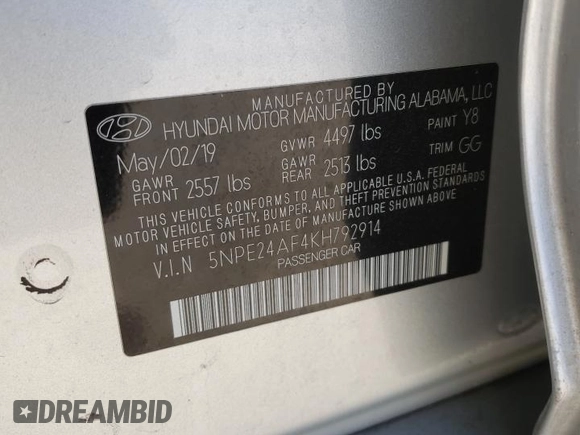 MANUFACTURED BY
HYUNDAI MOTOR MANUFACTURING ALABAMA, LLC
May/02/19 GVWR 4497 lbs PAINT Y8
GAWR FRONT 2557 lbs GAWR REAR 2513 lbs TRIM GG
THIS VEHICLE CONFORMS TO ALL APPLICABLE U.S.A. FEDERAL
MOTOR VEHICLE SAFETY, BUMPER, AND THEFT PREVENTION STANDARDS
IN EFFECT ON THE DATE OF MANUFACTURE SHOWN ABOVE.
V.I.N 5NPE24AF4KH792914
PASSENGER CAR
DREAMBID